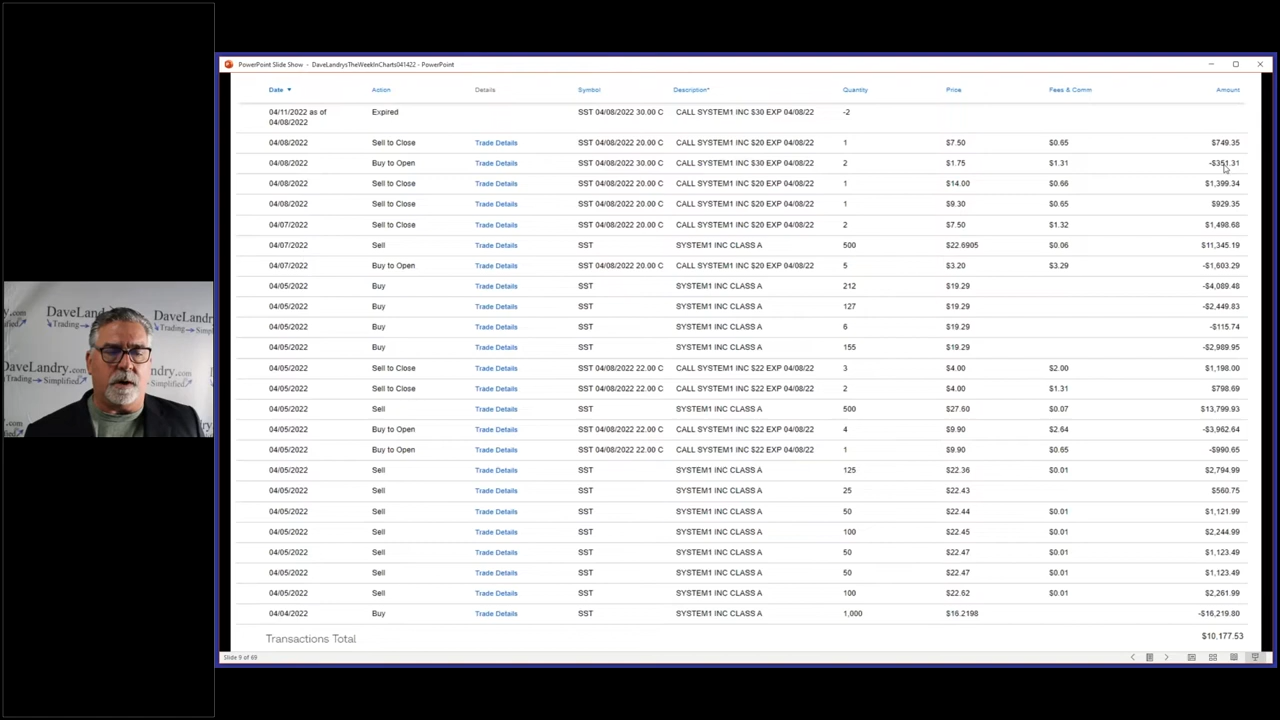 PowerPoint Slide Show - DaveLandrysTheWeekInCharts041422 - PowerPoint
Date Action Details Symbol Description* Quantity Price Fees & Comm Amount
04/11/2022 as of Expired SST 04/08/2022 30.00 C CALL SYSTEM1 INC $30 EXP 04/08/22 -2
04/08/2022
04/08/2022 Sell to Close Trade Details SST 04/08/2022 20.00 C CALL SYSTEM1 INC $20 EXP 04/08/22 1 $7.50 $0.65 $749.35
04/08/2022 Buy to Open Trade Details SST 04/08/2022 30.00 C CALL SYSTEM1 INC $30 EXP 04/08/22 2 $1.75 $1.31 -$351.31
04/08/2022 Sell to Close Trade Details SST 04/08/2022 20.00 C CALL SYSTEM1 INC $20 EXP 04/08/22 1 $14.00 $0.66 $1,399.34
04/08/2022 Sell to Close Trade Details SST 04/08/2022 20.00 C CALL SYSTEM1 INC $20 EXP 04/08/22 1 $9.30 $0.65 $929.35
04/07/2022 Sell to Close Trade Details SST 04/08/2022 20.00 C CALL SYSTEM1 INC $20 EXP 04/08/22 2 $7.50 $1.32 $1,498.68
04/07/2022 Sell Trade Details SST SYSTEM1 INC CLASS A 500 $22.6905 $0.06 $11,345.19
04/07/2022 Buy to Open Trade Details SST 04/08/2022 20.00 C CALL SYSTEM1 INC $20 EXP 04/08/22 5 $3.20 $3.29 -$1,603.29
04/05/2022 Buy Trade Details SST SYSTEM1 INC CLASS A 212 $19.29 -$4,089.48
04/05/2022 Buy Trade Details SST SYSTEM1 INC CLASS A 127 $19.29 -$2,449.83
04/05/2022 Buy Trade Details SST SYSTEM1 INC CLASS A 6 $19.29 -$115.74
04/05/2022 Buy Trade Details SST SYSTEM1 INC CLASS A 155 $19.29 -$2,989.95
04/05/2022 Sell to Close Trade Details SST 04/08/2022 22.00 C CALL SYSTEM1 INC $22 EXP 04/08/22 3 $4.00 $2.00 $1,198.00
04/05/2022 Sell to Close Trade Details SST 04/08/2022 22.00 C CALL SYSTEM1 INC $22 EXP 04/08/22 2 $4.00 $1.31 $798.69
04/05/2022 Sell Trade Details SST SYSTEM1 INC CLASS A 500 $27.60 $0.07 $13,799.93
04/05/2022 Buy to Open Trade Details SST 04/08/2022 22.00 C CALL SYSTEM1 INC $22 EXP 04/08/22 4 $9.90 $2.64 -$3,962.64
04/05/2022 Buy to Open Trade Details SST 04/08/2022 22.00 C CALL SYSTEM1 INC $22 EXP 04/08/22 1 $9.90 $0.65 -$990.65
04/05/2022 Sell Trade Details SST SYSTEM1 INC CLASS A 125 $22.36 $0.01 $2,794.99
04/05/2022 Sell Trade Details SST SYSTEM1 INC CLASS A 25 $22.43 $560.75
04/05/2022 Sell Trade Details SST SYSTEM1 INC CLASS A 50 $22.44 $0.01 $1,121.99
04/05/2022 Sell Trade Details SST SYSTEM1 INC CLASS A 100 $22.45 $0.01 $2,244.99
04/05/2022 Sell Trade Details SST SYSTEM1 INC CLASS A 50 $22.47 $0.01 $1,123.49
04/05/2022 Sell Trade Details SST SYSTEM1 INC CLASS A 50 $22.47 $0.01 $1,123.49
04/05/2022 Sell Trade Details SST SYSTEM1 INC CLASS A 100 $22.62 $0.01 $2,261.99
04/04/2022 Buy Trade Details SST SYSTEM1 INC CLASS A 1,000 $16.2198 -$16,219.80
Transactions Total $10,177.53
Slide 9 of 69
.com DaveLan DaveLandry
Trading Simplified Trading
DaveLandry.com
Trading Simplified